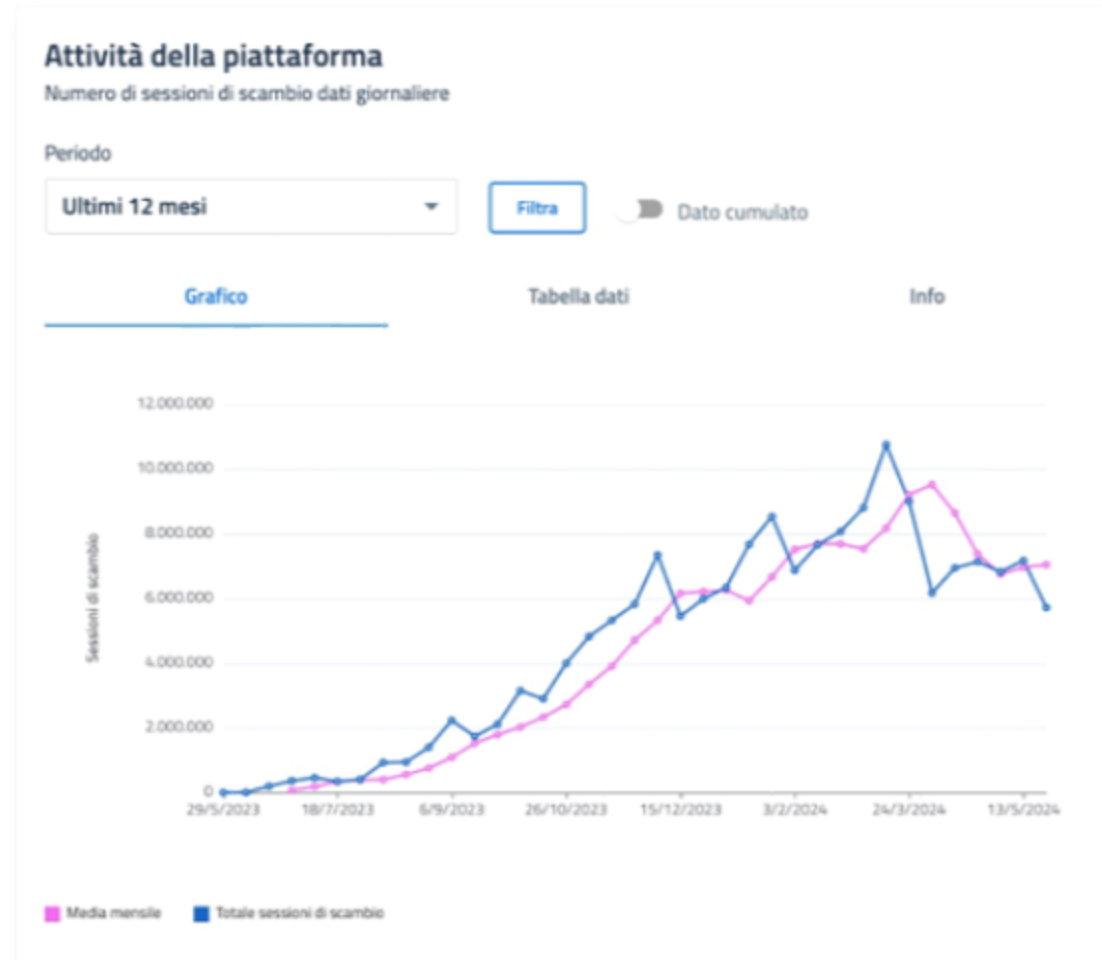 Attività della piattaforma
Numero di sessioni di scambio dati giornaliere
Periodo
Ultimi 12 mesi
Filtra
Dato cumulato
Grafico
Tabella dati
Info
12.000.000
10.000.000
8.000.000
6.000.000
4.000.000
2.000.000
0
Sessioni di scambio
29/5/2023
18/7/2023
6/9/2023
26/10/2023
15/12/2023
3/2/2024
24/3/2024
13/5/2024
Media mensile
Totale sessioni di scambio